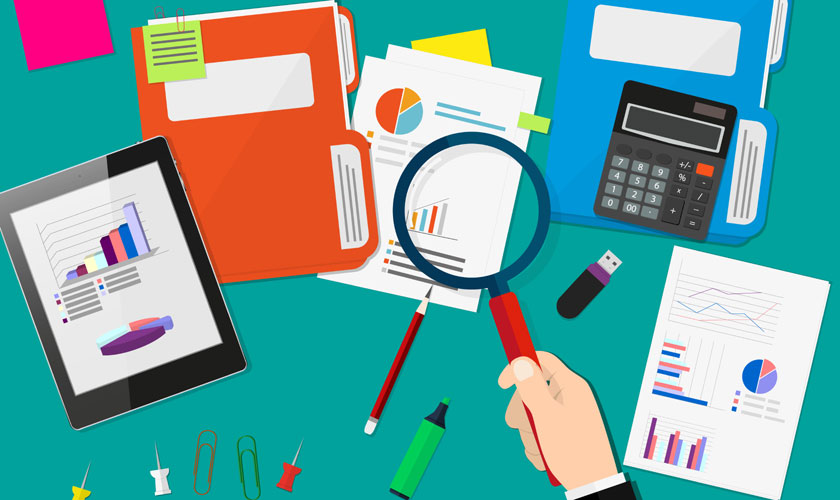 +/-
7 8 9 %
4 5 6 x /
1 2 3
0 00 . + =